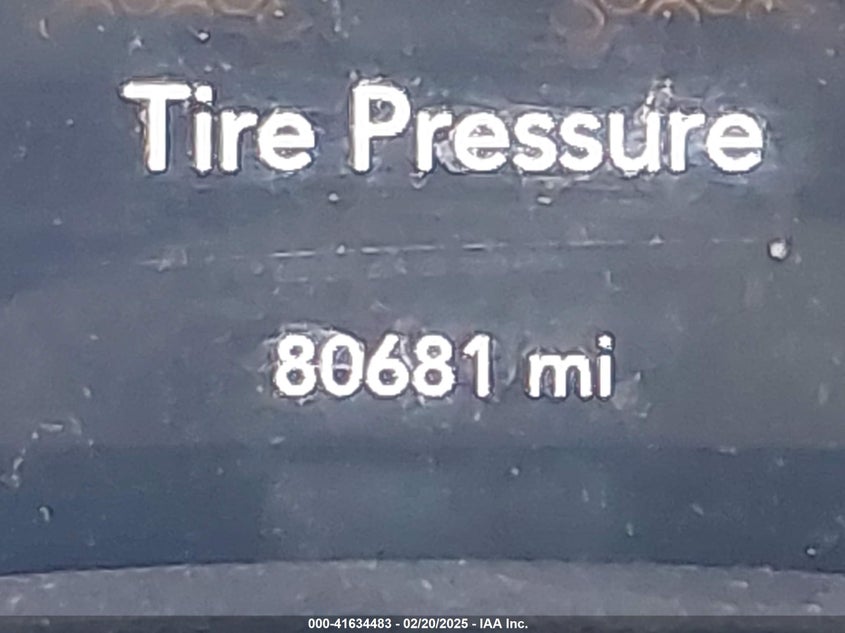 Tire Pressure
80681 mi
000-41634483 - 02/20/2025 - IAA Inc.